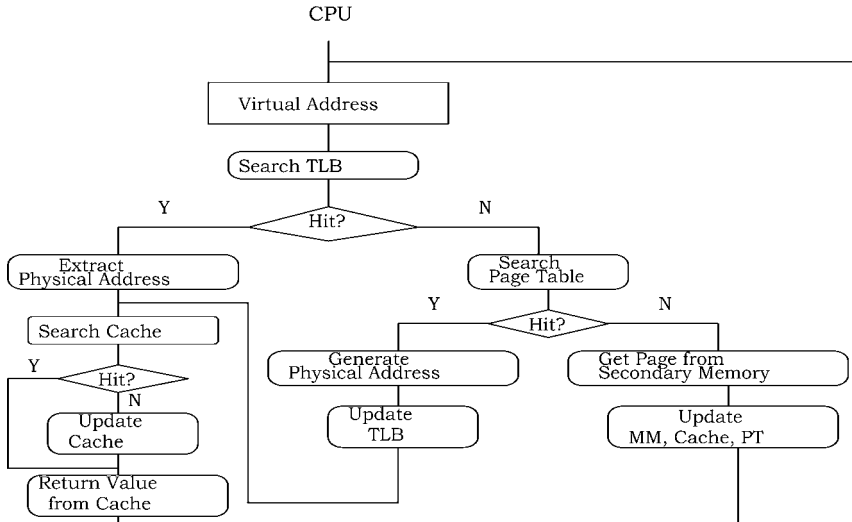 CPU
Virtual Address
Search TLB
Y
Hit?
N
Extract
Physical Address
Search
Page Table
Search Cache
Y
Hit?
N
Y
Hit?
N
Generate
Physical Address
Get Page from
Secondary Memory
Update
Cache
Update
TLB
Update
MM, Cache, PT
Return Value
from Cache